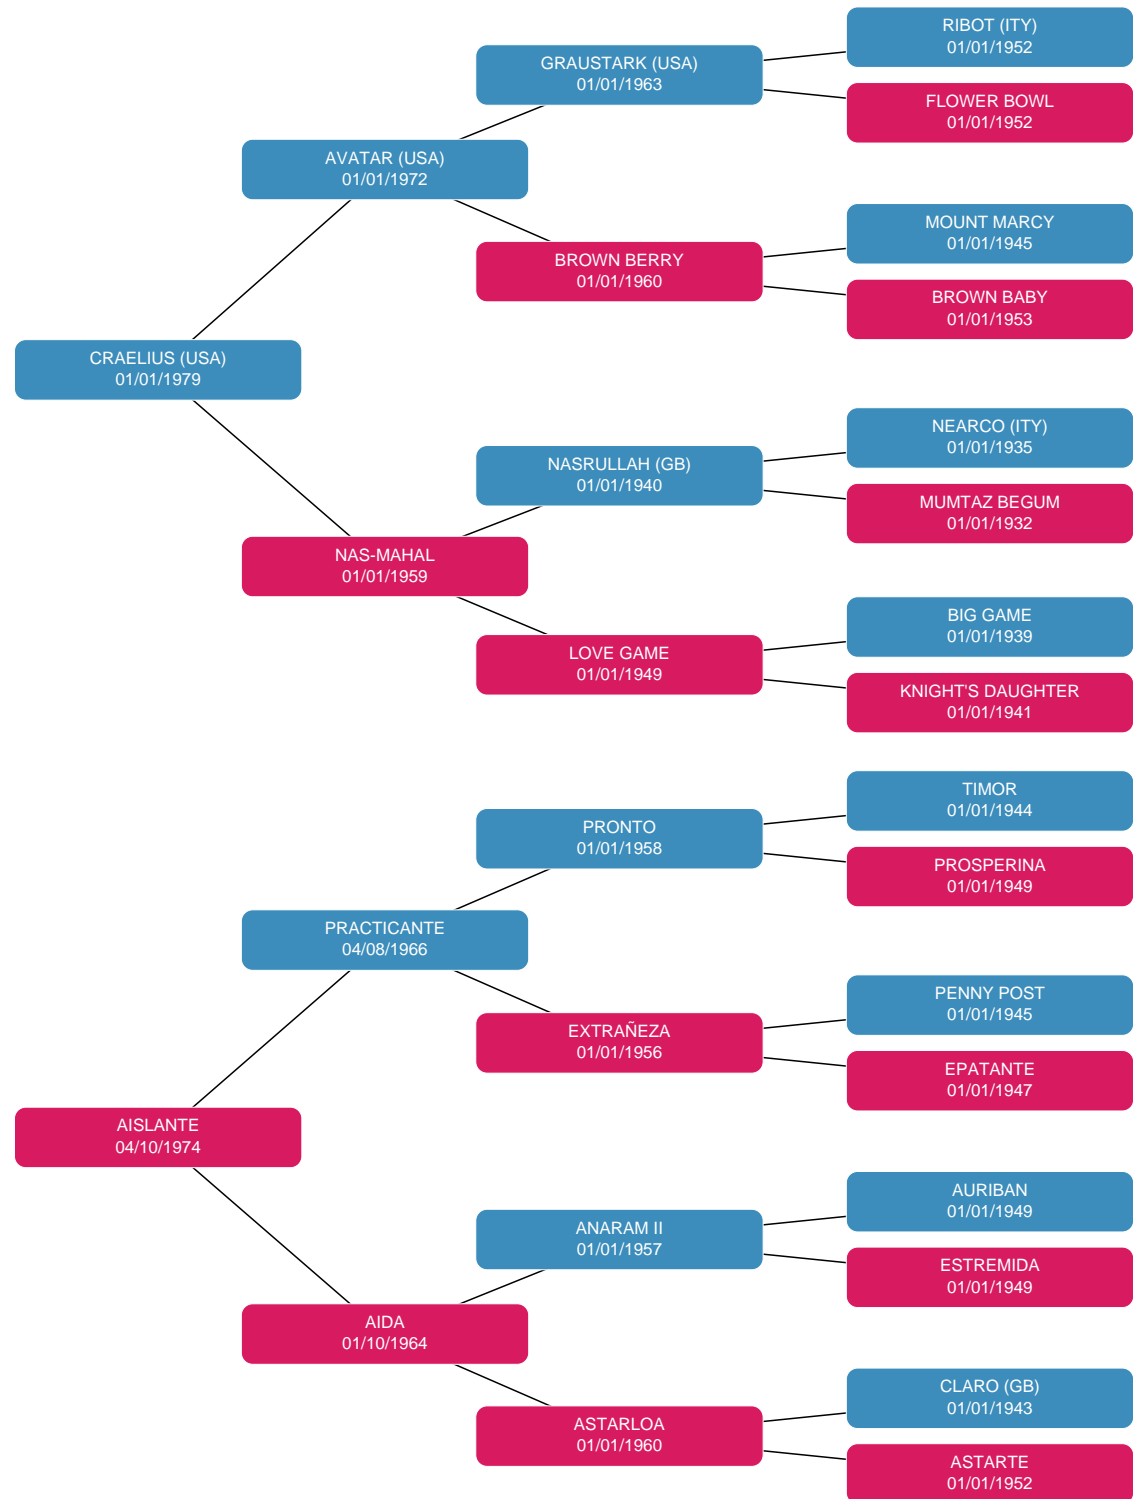 RIBOT (ITY)
01/01/1952
GRAUSTARK (USA)
01/01/1963
FLOWER BOWL
01/01/1952
AVATAR (USA)
01/01/1972
MOUNT MARCY
01/01/1945
BROWN BERRY
01/01/1960
BROWN BABY
01/01/1953
CRAELIUS (USA)
01/01/1979
NEARCO (ITY)
01/01/1935
NASRULLAH (GB)
01/01/1940
MUMTAZ BEGUM
01/01/1932
NAS-MAHAL
01/01/1959
BIG GAME
01/01/1939
LOVE GAME
01/01/1949
KNIGHT'S DAUGHTER
01/01/1941
TIMOR
01/01/1944
PRONTO
01/01/1958
PROSPERINA
01/01/1949
PRACTICANTE
04/08/1966
PENNY POST
01/01/1945
EXTRAÑEZA
01/01/1956
EPATANTE
01/01/1947
AISLANTE
04/10/1974
AURIBAN
01/01/1949
ANARAM II
01/01/1957
ESTREMIDA
01/01/1949
AIDA
01/10/1964
CLARO (GB)
01/01/1943
ASTARLOA
01/01/1960
ASTARTE
01/01/1952